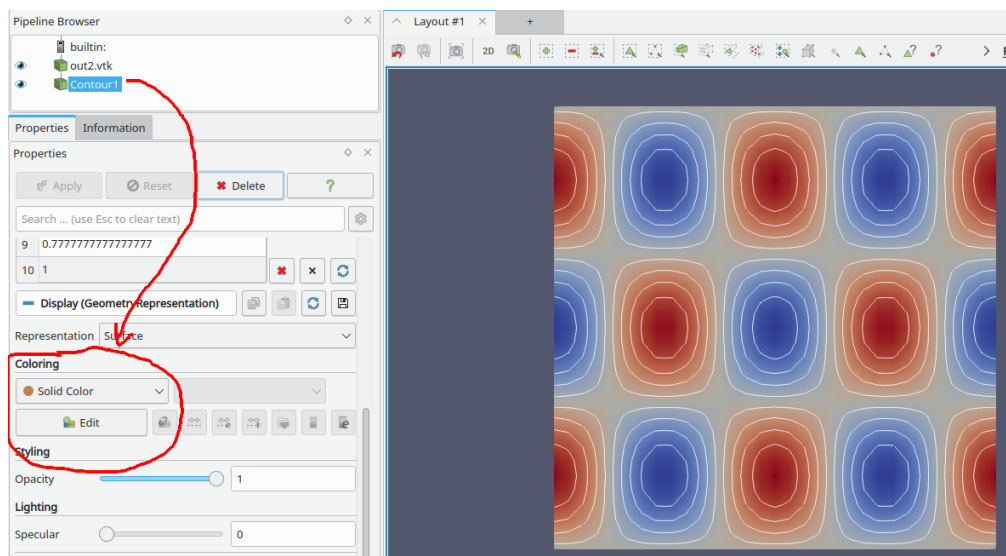 Pipeline Browser
Layout #1
+
builtin:
out2.vtk
Contour1
2D
Properties Information
Properties
Apply Reset Delete ?
Search ... (use Esc to clear text)
9 0.7777777777777777
10 1
Display (Geometry Representation)
Representation Surface
Coloring
Solid Color
Edit
Styling
Opacity 1
Lighting
Specular 0